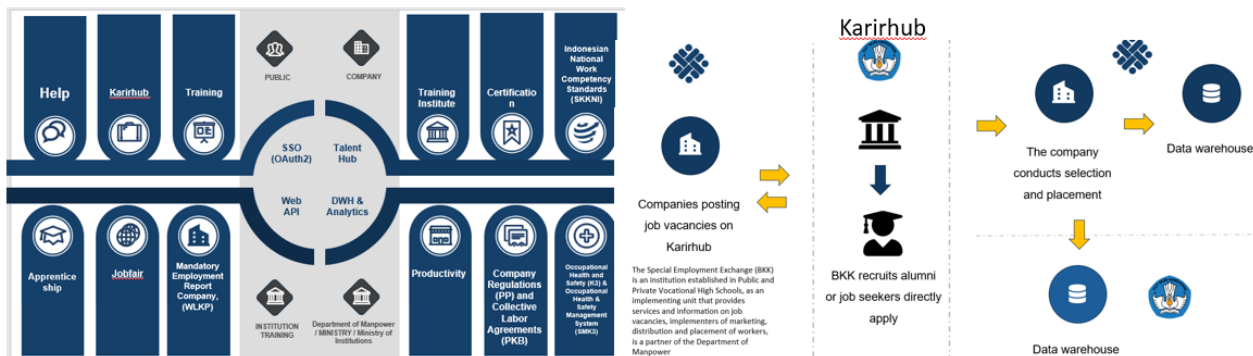 Help
Karirhub
Training
PUBLIC
COMPANY
Training
Institute
Certificatio
n
Indonesian
National
Work
Competency
Standards
(SKKNI)
SSO
(OAuth2)
Talent
Hub
Web
API
DWH &
Analytics
Apprentice
ship
Jobfair
Mandatory
Employment
Report
Company,
(WLKP)
INSTITUTION
TRAINING
Department of Manpower
/ MINISTRY / Ministry of
Institutions
Productivity
Company
Regulations
(PP) and
Collective
Labor
Agreements
(PKB)
Occupational
Health and
Safety (K3) &
Occupational
Health &
Safety
Management
System
(SMK3)
Karirhub
Companies posting
job vacancies on
Karirhub
The Special Employment Exchange (BKK)
is an institution established in Public and
Private Vocational High Schools, as an
implementing unit that provides
services and information on job
vacancies, implementers of marketing,
distribution and placement of workers,
is a partner of the Department of
Manpower
BKK recruits alumni
or job seekers directly
apply
The company
conducts selection
and placement
Data warehouse
Data warehouse